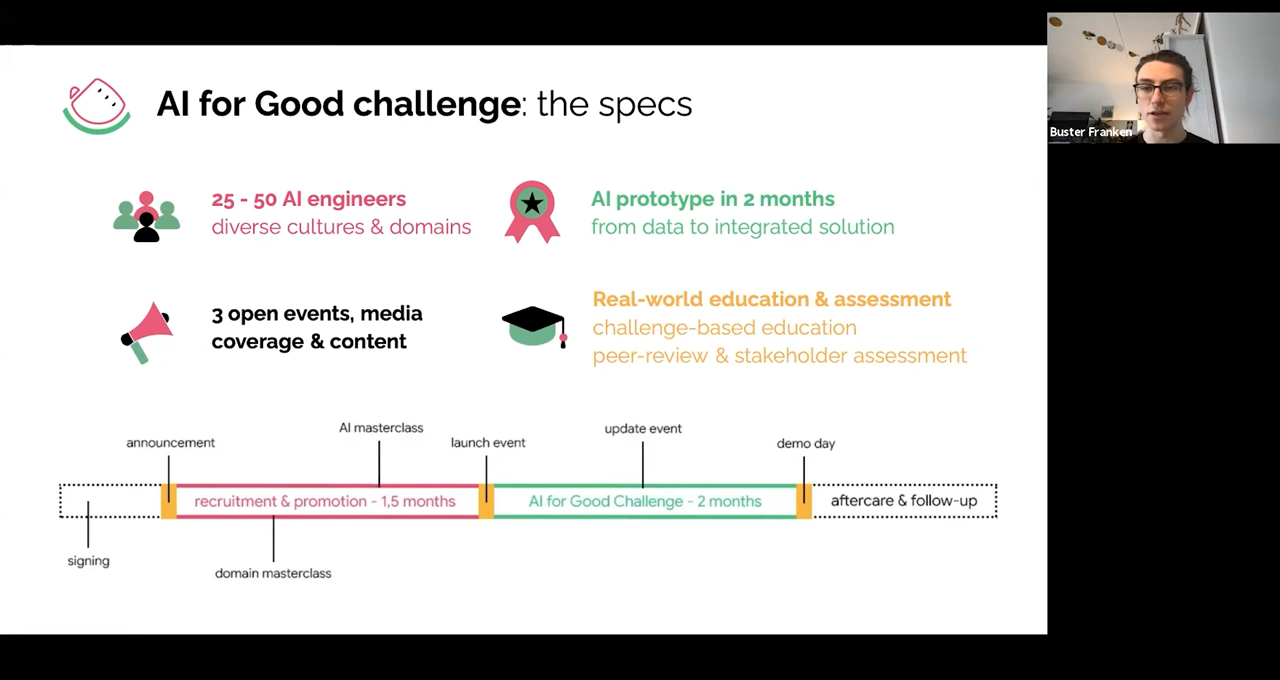 AI for Good challenge: the specs
Buster Franken
25 - 50 AI engineers
diverse cultures & domains
AI prototype in 2 months
from data to integrated solution
3 open events, media
coverage & content
Real-world education & assessment
challenge-based education
peer-review & stakeholder assessment
announcement
AI masterclass
launch event
update event
demo day
recruitment & promotion - 1,5 months
AI for Good Challenge - 2 months
aftercare & follow-up
signing
domain masterclass